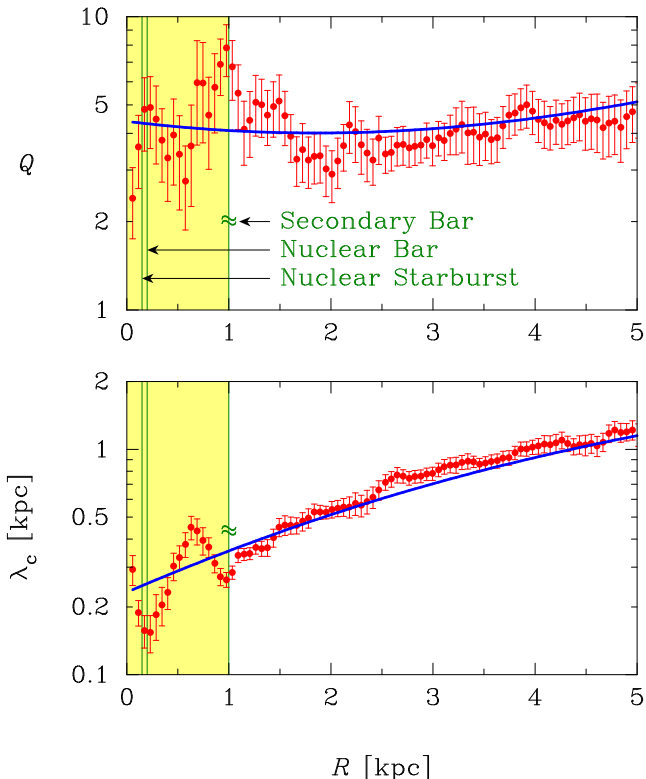 10
5
Q
2
≈ Secondary Bar
Nuclear Bar
Nuclear Starburst
1
0 1 2 3 4 5
2
1
λc [kpc]
0.5
≈
0.2
0.1
0 1 2 3 4 5
R [kpc]